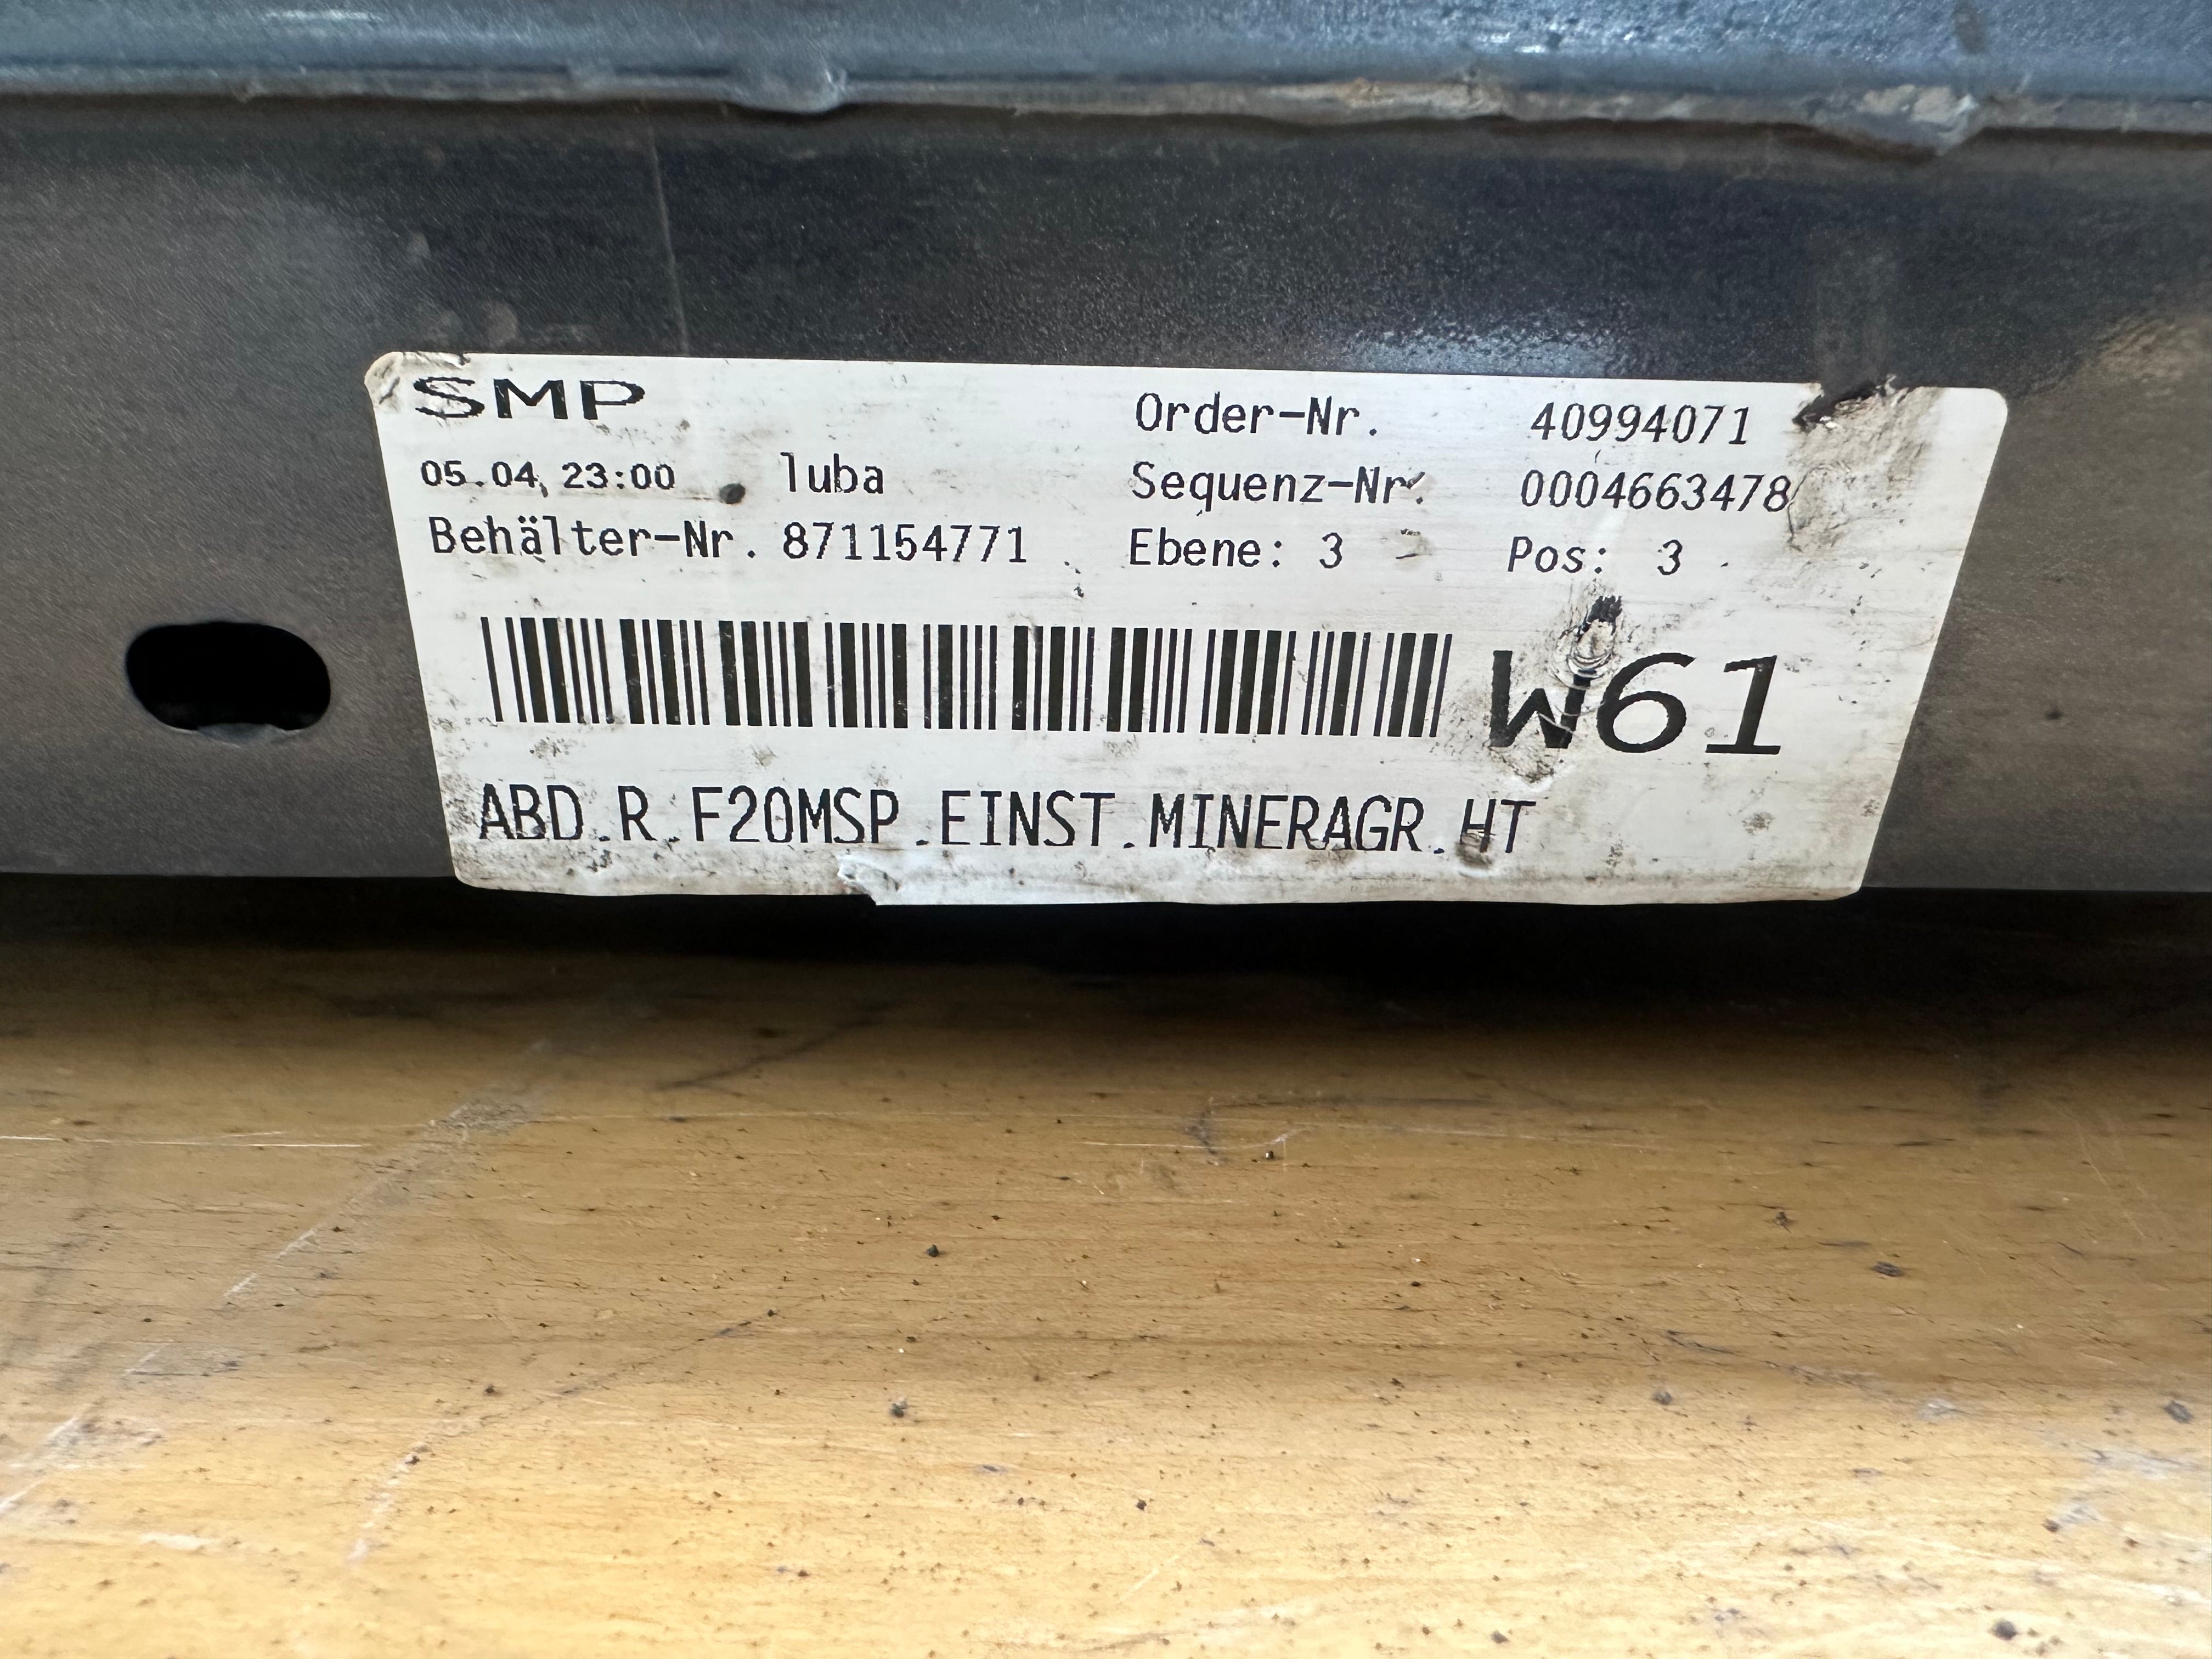 SMP
Order-Nr. 40994071
05.04, 23:00 luba
Sequenz-Nr. 0004663478
Behälter-Nr. 871154771
Ebene: 3 Pos: 3
W61
ABD.R.F20MSP.EINST.MINERAGR.HT